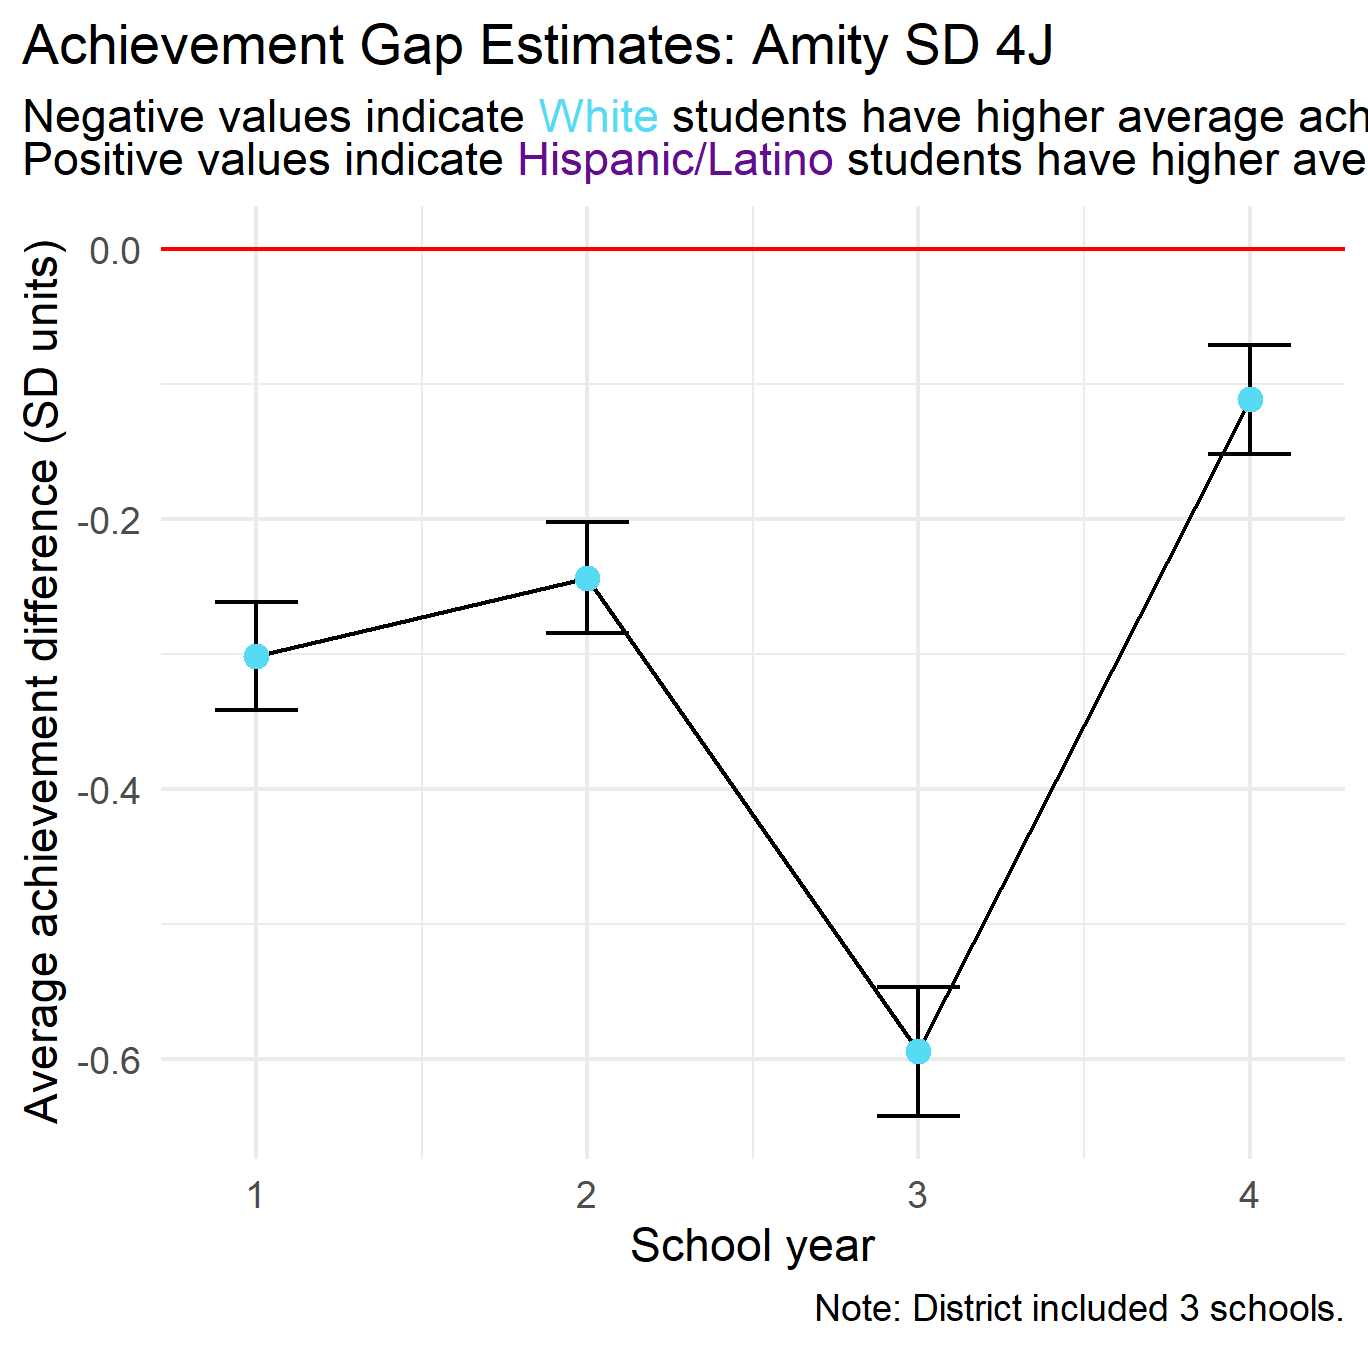 Achievement Gap Estimates: Amity SD 4J
Negative values indicate White students have higher average
Positive values indicate Hispanic/Latino students have higher
Average achievement difference (SD units)
0.0
-0.2
-0.4
-0.6
1 2 3 4
School year
Note: District included 3 schools.